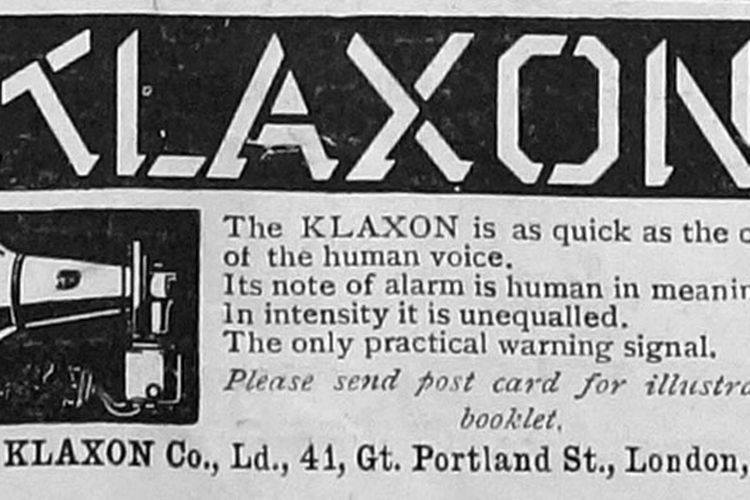 KLAXON
The KLAXON is as quick as the
of the human voice.
Its note of alarm is human in
In intensity it is unequalled.
The only practical warning signal.
Please send post card for
booklet.
KLAXON Co., Ld., 41, Gt. Portland St., London,